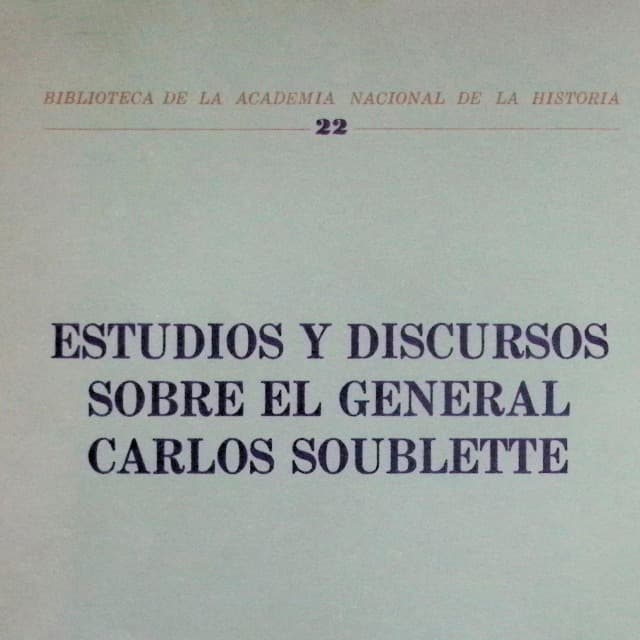 BIBLIOTECA DE LA ACADEMIA NACIONAL DE LA HISTORIA
22
ESTUDIOS Y DISCURSOS
SOBRE EL GENERAL
CARLOS SOUBLETTE